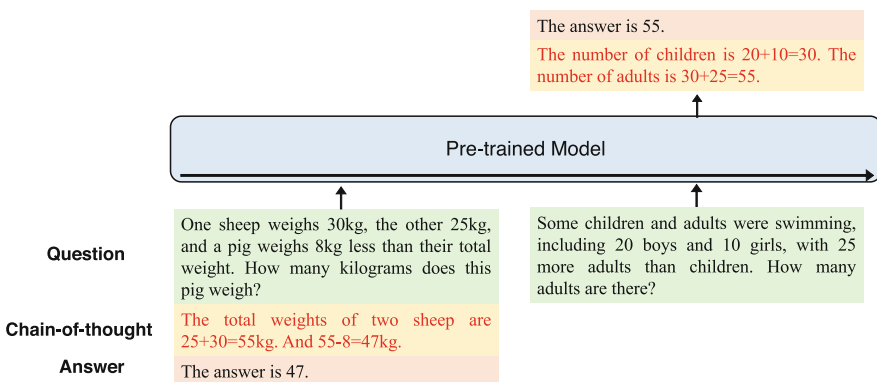 The answer is 55.
The number of children is 20+10=30. The
number of adults is 30+25=55.
Pre-trained Model
Question
One sheep weighs 30kg, the other 25kg,
and a pig weighs 8kg less than their total
weight. How many kilograms does this
pig weigh?
Some children and adults were swimming,
including 20 boys and 10 girls, with 25
more adults than children. How many
adults are there?
Chain-of-thought
The total weights of two sheep are
25+30=55kg. And 55-8=47kg.
Answer
The answer is 47.